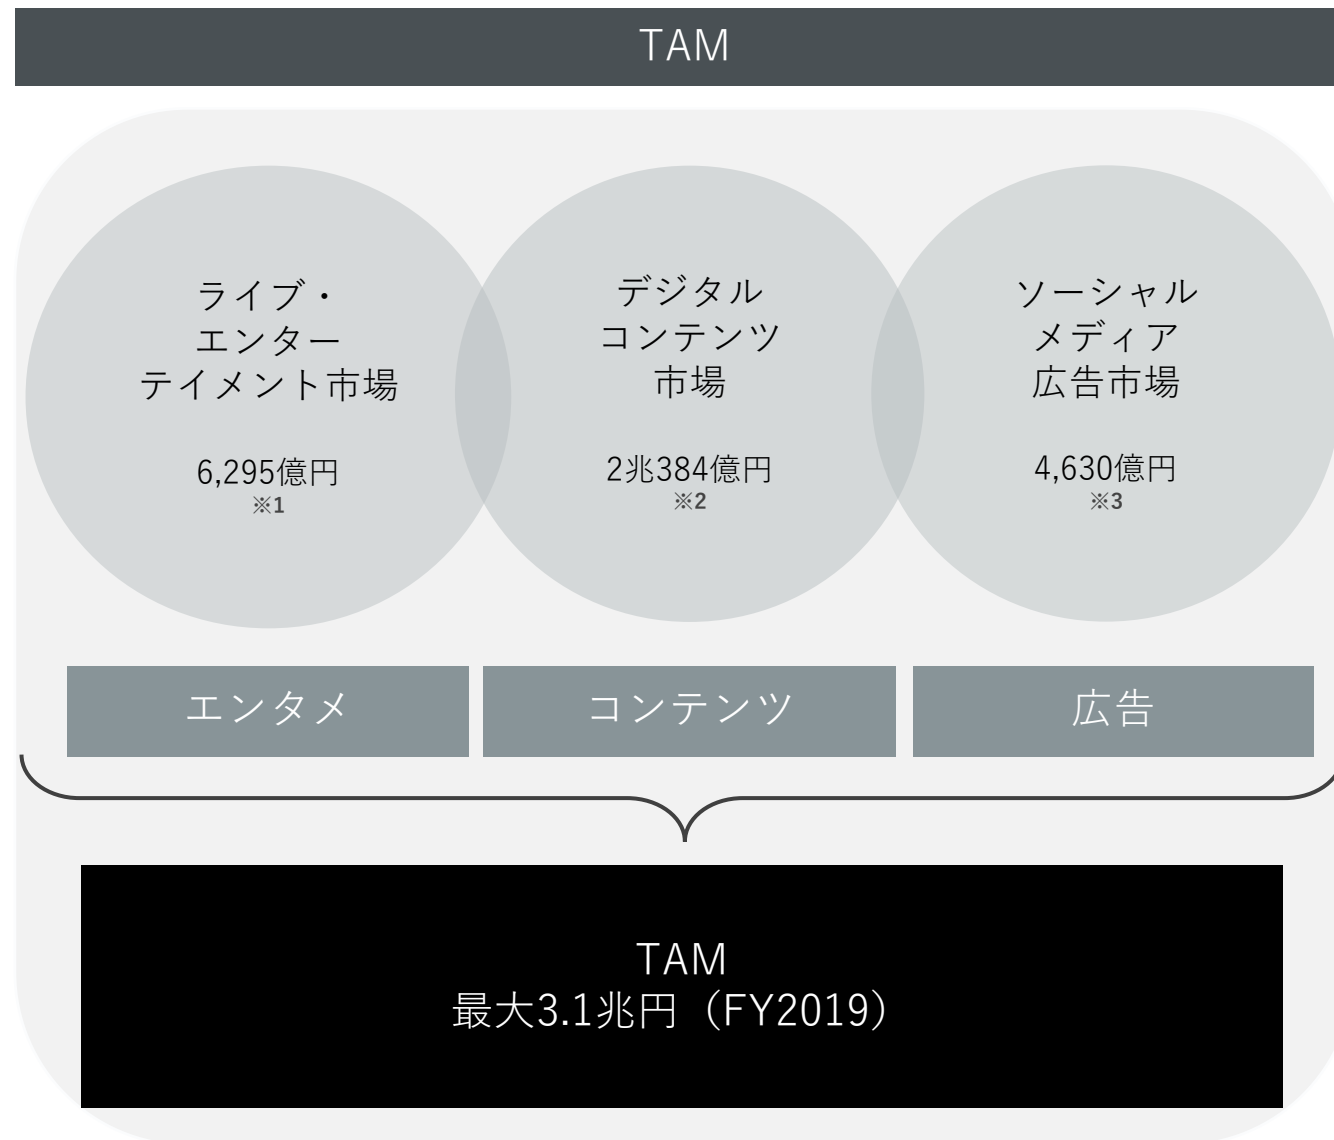 TAM
ライブ・
エンター
テイメント市場
6,295億円
※1
デジタル
コンテンツ
市場
2兆384億円
※2
ソーシャル
メディア
広告市場
4,630億円
※3
エンタメ
コンテンツ
広告
TAM
最大3.1兆円（FY2019）